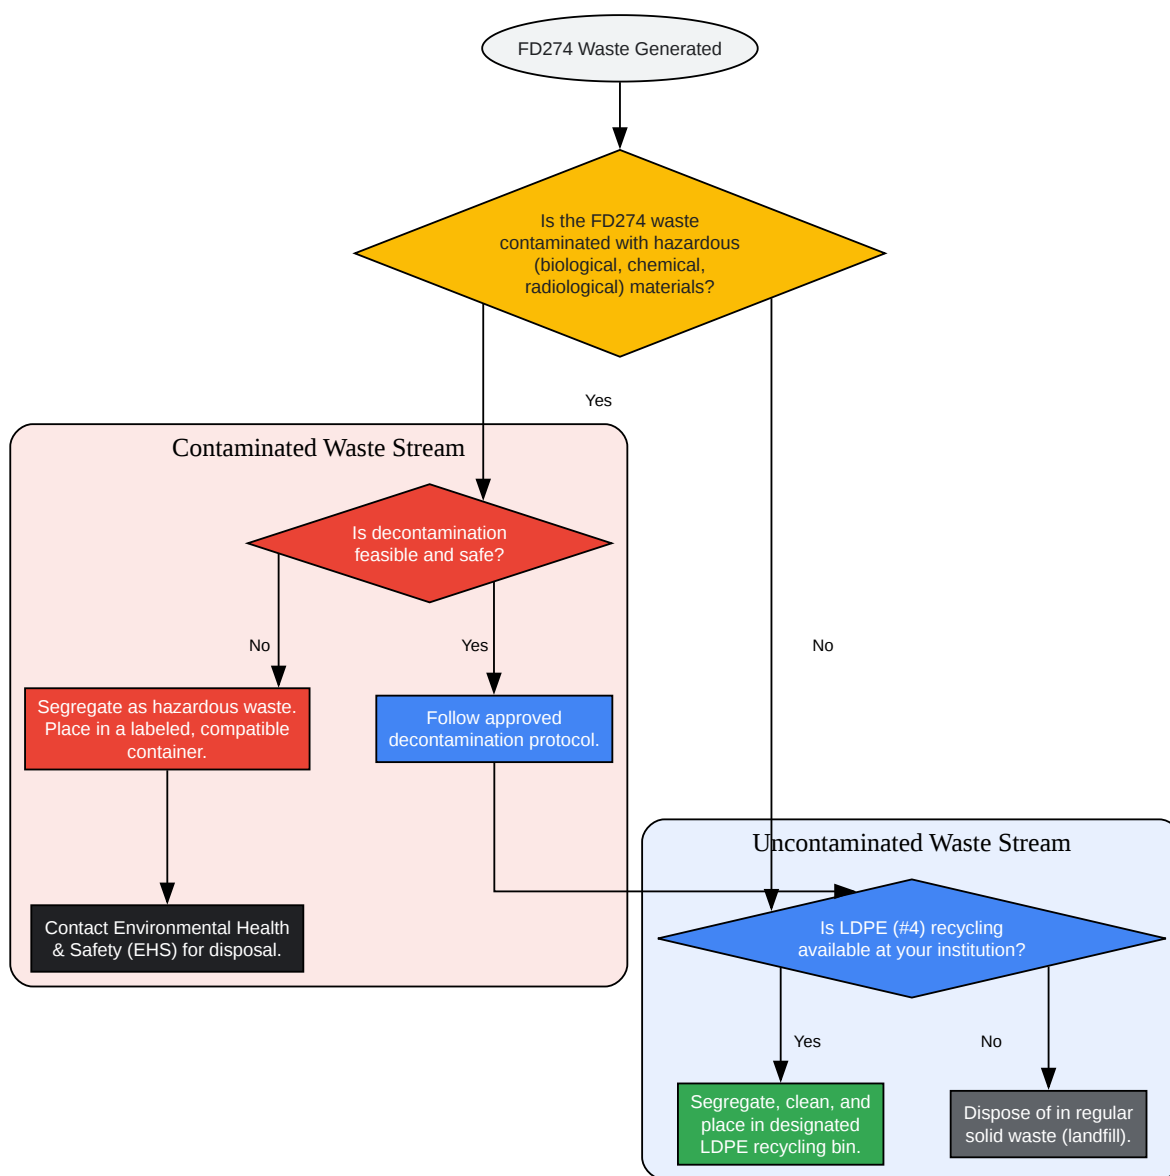 FD274 Waste Generated
Is the FD274 waste
contaminated with hazardous
(biological, chemical,
radiological) materials?
Yes
Contaminated Waste Stream
Is decontamination
feasible and safe?
No
Yes
No
Segregate as hazardous waste.
Place in a labeled, compatible
container.
Follow approved
decontamination protocol.
Contact Environmental Health
& Safety (EHS) for disposal.
Uncontaminated Waste Stream
Is LDPE (#4) recycling
available at your institution?
Yes
No
Segregate, clean, and
place in designated
LDPE recycling bin.
Dispose of in regular
solid waste (landfill).